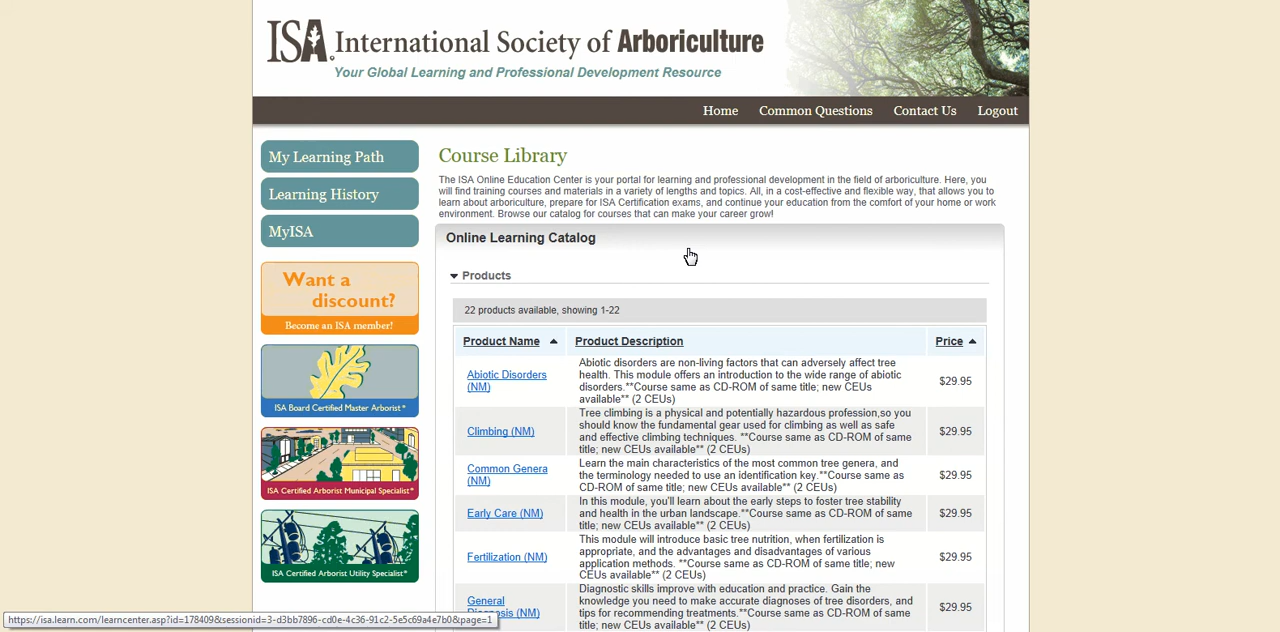 ISA International Society of Arboriculture
Your Global Learning and Professional Development Resource
Home Common Questions Contact Us Logout
My Learning Path
Learning History
MyISA
Want a
discount?
Become an ISA member!
ISA Board Certified Master Arborist*
ISA Certified Arborist Municipal Specialist*
ISA Certified Arborist Utility Specialist*
Course Library
The ISA Online Education Center is your portal for learning and professional development in the field of arboriculture. Here, you
will find training courses and materials in a variety of lengths and topics. All, in a cost-effective and flexible way, that allows you to
learn about arboriculture, prepare for ISA Certification exams, and continue your education from the comfort of your home or work
environment. Browse our catalog for courses that can make your career grow!
Online Learning Catalog
Products
22 products available, showing 1-22
Product Name Product Description Price
Abiotic Disorders
(NM)
Abiotic disorders are non-living factors that can adversely affect tree
health. This module offers an introduction to the wide range of abiotic
disorders.**Course same as CD-ROM of same title; new CEUs
available** (2 CEUs)
$29.95
Climbing (NM)
Tree climbing is a physical and potentially hazardous profession,so you
should know the fundamental gear used for climbing as well as safe
and effective climbing techniques. **Course same as CD-ROM of same
title; new CEUs available** (2 CEUs)
$29.95
Common Genera
(NM)
Learn the main characteristics of the most common tree genera, and
the terminology needed to use an identification key.**Course same as
CD-ROM of same title; new CEUs available** (2 CEUs)
$29.95
Early Care (NM)
In this module, you'll learn about the early steps to foster tree stability
and health in the urban landscape.**Course same as CD-ROM of same
title; new CEUs available** (2 CEUs)
$29.95
Fertilization (NM)
This module will introduce basic tree nutrition, when fertilization is
appropriate, and the advantages and disadvantages of various
application methods. **Course same as CD-ROM of same title; new
CEUs available** (2 CEUs)
$29.95
General
Diagnosis (NM)
Diagnostic skills improve with education and practice. Gain the
knowledge you need to make accurate diagnoses of tree disorders, and
tips for recommending treatments.**Course same as CD-ROM of same
title; new CEUs available** (2 CEUs)
$29.95
https://isa.learn.com/learncenter.asp?id=178409&sessionid=3-d3bb7896-cd0e-4c36-91c2-5e5c69a4e7b0&page=1